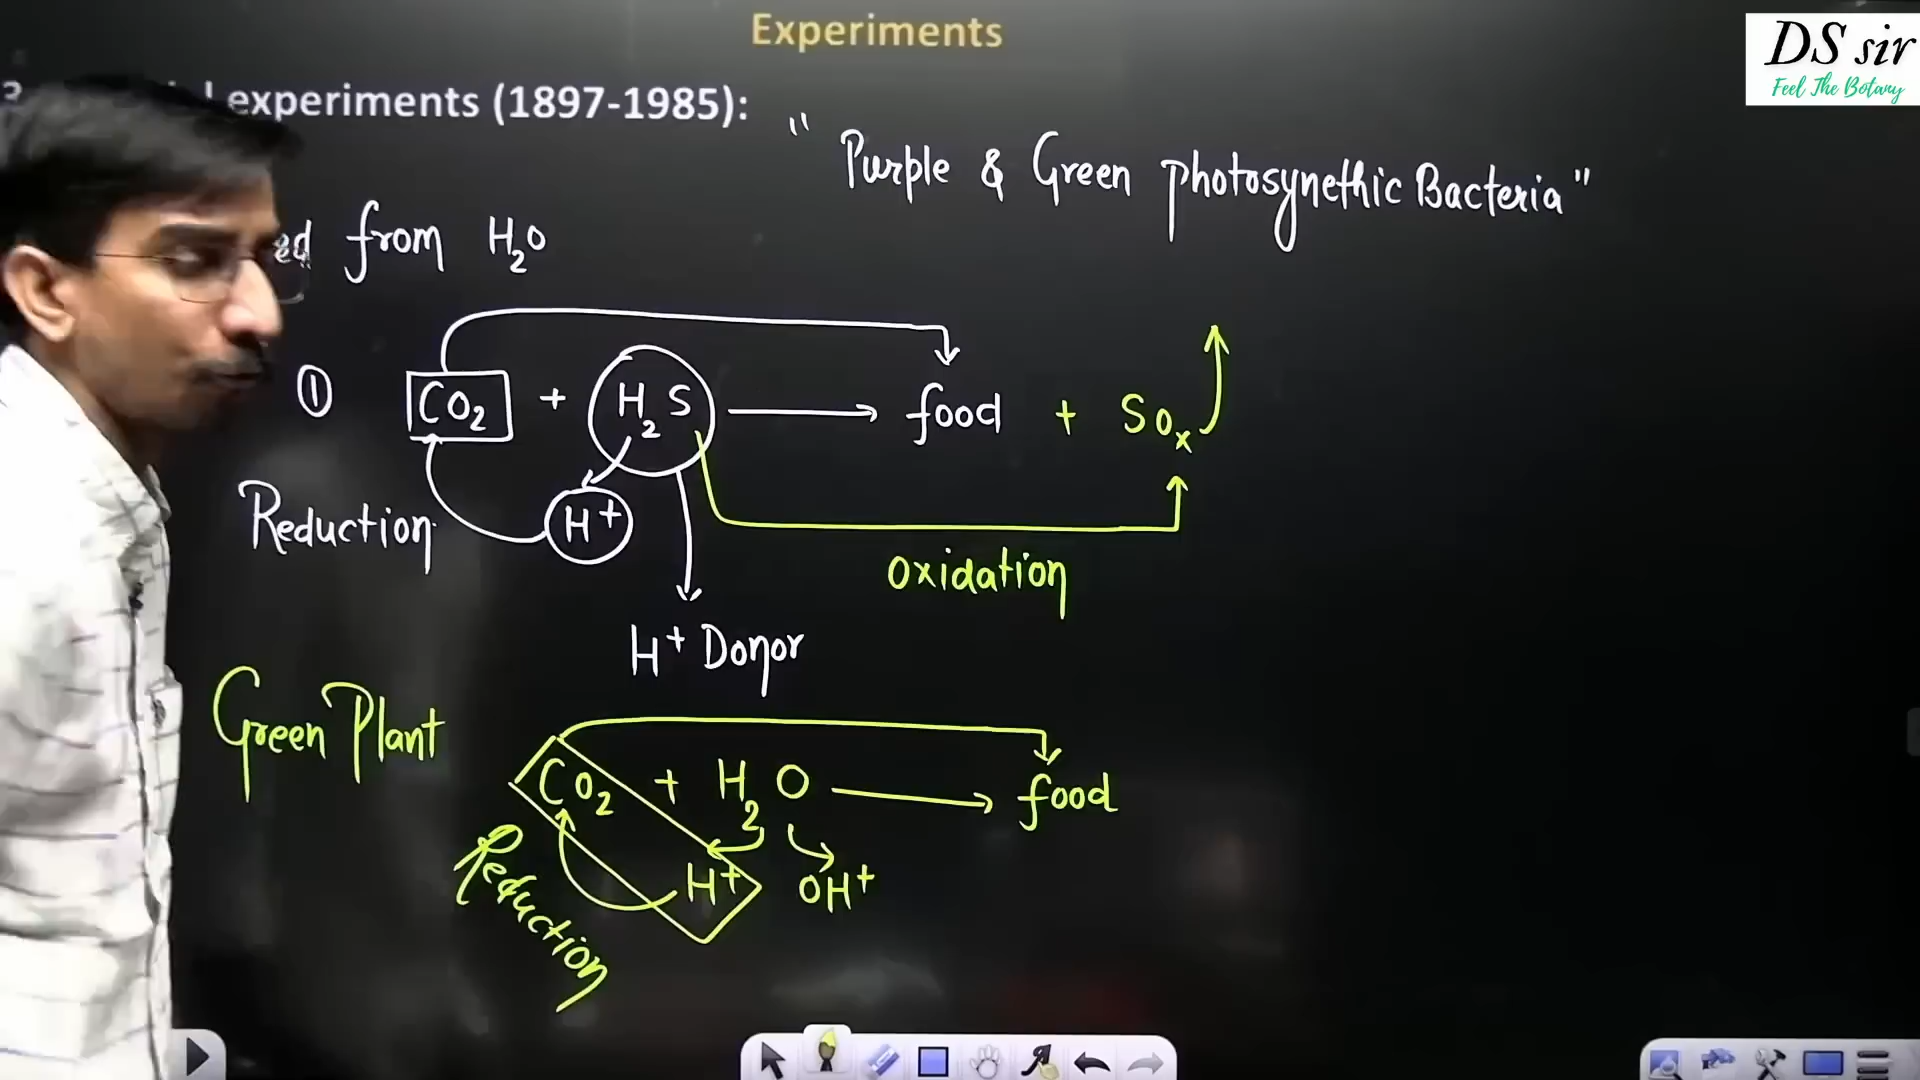 Experiments
DS sir
Feel The Botany
experiments (1897-1985):
" Purple & Green Photosynethic Bacteria "
from H₂O
① CO₂ + H₂S → food + SOₓ
Reduction H⁺
oxidation
H⁺ Donor
Green Plant
CO₂ + H₂O → food
Reduction H⁺ OH⁺